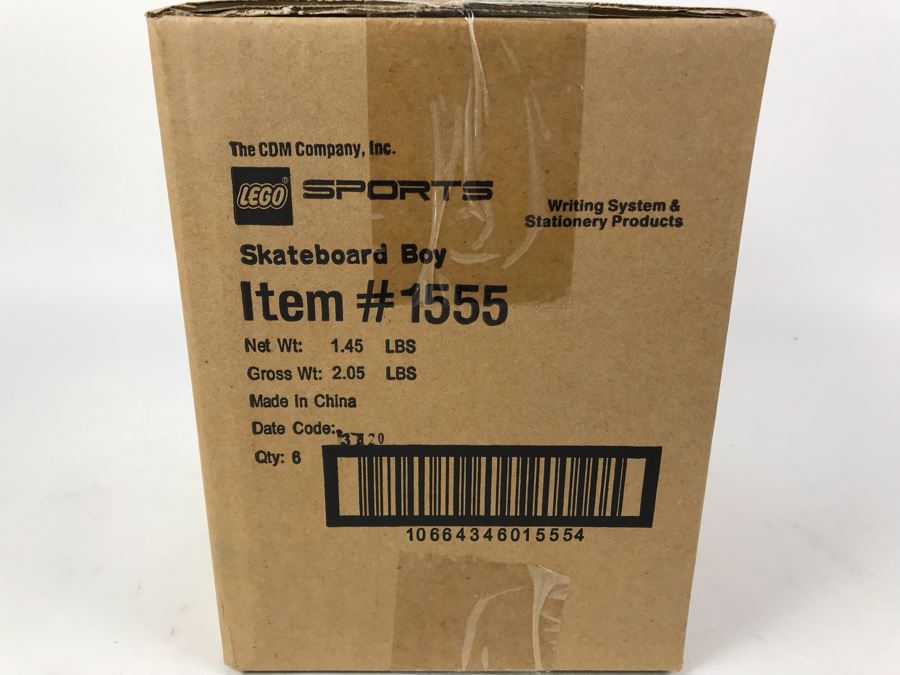 The CDM Company, Inc.
LEGO® SPORTS
Writing System &
Stationery Products
Skateboard Boy
Item #1555
Net Wt: 1.45 LBS
Gross Wt: 2.05 LBS
Made in China
Date Code:
Qty: 6
10664346015554